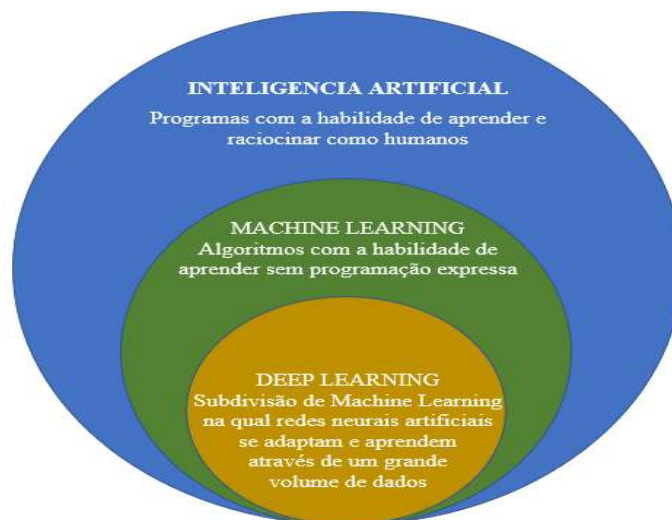 INTELIGENCIA ARTIFICIAL
Programas com a habilidade de aprender e
raciocinar como humanos
MACHINE LEARNING
Algoritmos com a habilidade de
aprender sem programação expressa
DEEP LEARNING
Subdivisão de Machine Learning
na qual redes neurais artificiais
se adaptam e aprendem
através de um grande
volume de dados